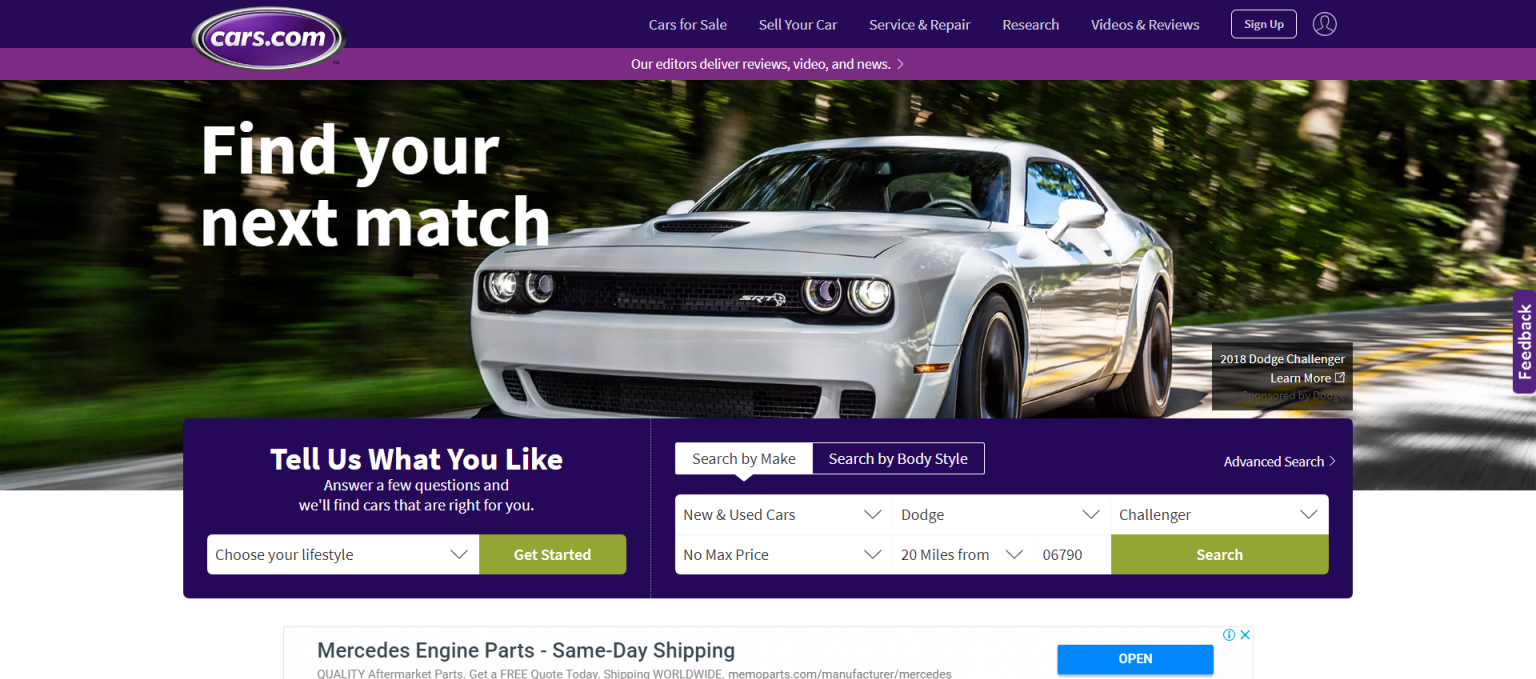 cars.com
Cars for Sale
Sell Your Car
Service & Repair
Research
Videos & Reviews
Sign Up
Our editors deliver reviews, video, and news.
Find your
next match
SRT
Feedback
2018 Dodge Challenger
Learn More
Sponsored by Dodge
Tell Us What You Like
Answer a few questions and
we'll find cars that are right for you.
Choose your lifestyle
Get Started
Search by Make
Search by Body Style
Advanced Search
New & Used Cars
Dodge
Challenger
No Max Price
20 Miles from
06790
Search
Mercedes Engine Parts - Same-Day Shipping
QUALITY Aftermarket Parts. Get a FREE Quote Today. Shipping WORLDWIDE. memoparts.com/manufacturer/mercedes
OPEN